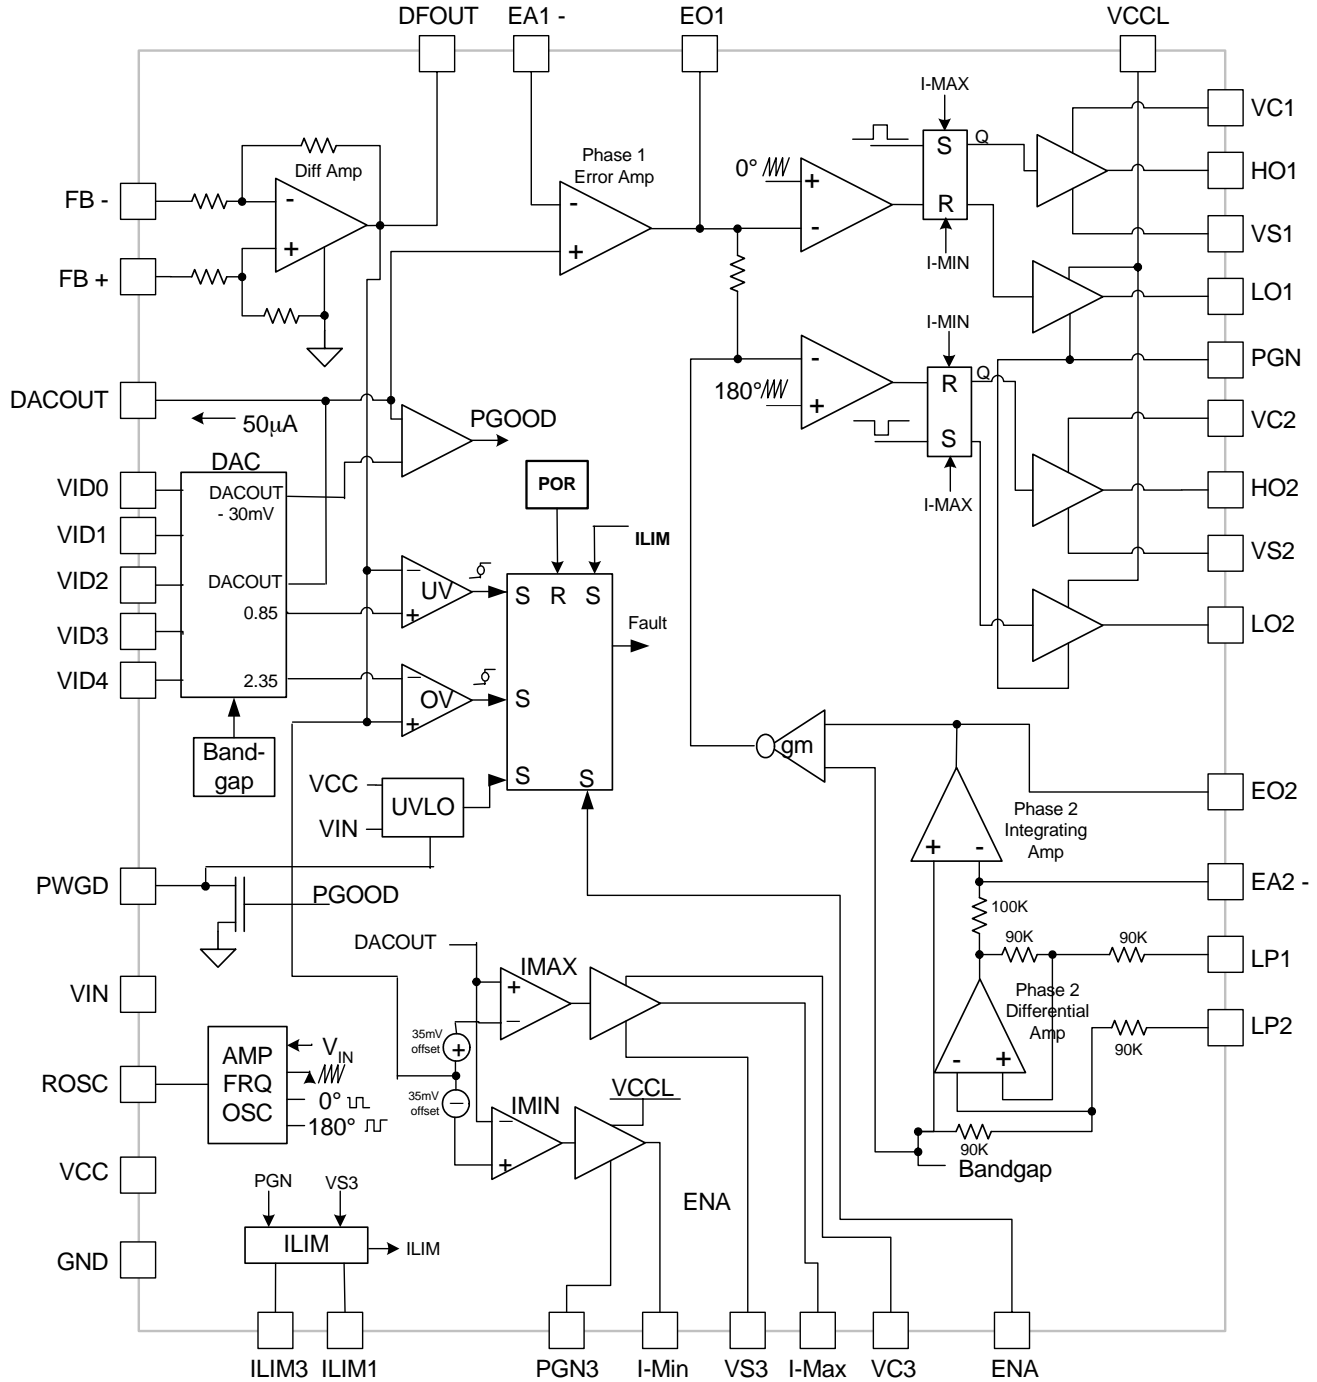 DFOUT
EA1 -
EO1
VCCL
I-MAX
VC1
S
Q
Phase 1
Error Amp
Diff Amp
0°
+
-
R
HO1
FB -
-
+
-
+
I-MIN
VS1
FB +
LO1
I-MIN
PGN
-
180°
+
R
Q
S
DACOUT
50µA
PGOOD
VC2
DAC
VID0
DACOUT
- 30mV
POR
I-MAX
HO2
VID1
ILIM
VS2
VID2
DACOUT
−
UV
+
S R S
0.85
Fault
LO2
VID3
VID4
2.35
−
OV
+
S
Band-
gap
gm
VCC
UVLO
VIN
S
S
EO2
Phase 2
Integrating
Amp
+ -
PWGD
PGOOD
EA2 -
100K
90K
90K
DACOUT
IMAX
+
−
LP1
VIN
Phase 2
Differential
Amp
LP2
90K
35mV
offset
+
- +
AMP
FRQ
OSC
VIN
0°
180°
ROSC
35mV
offset
−
VCCL
IMIN
−
+
90K
Bandgap
VCC
PGN
VS3
ENA
ILIM
ILIM
GND
ILIM3
ILIM1
PGN3
I-Min
VS3
I-Max
VC3
ENA